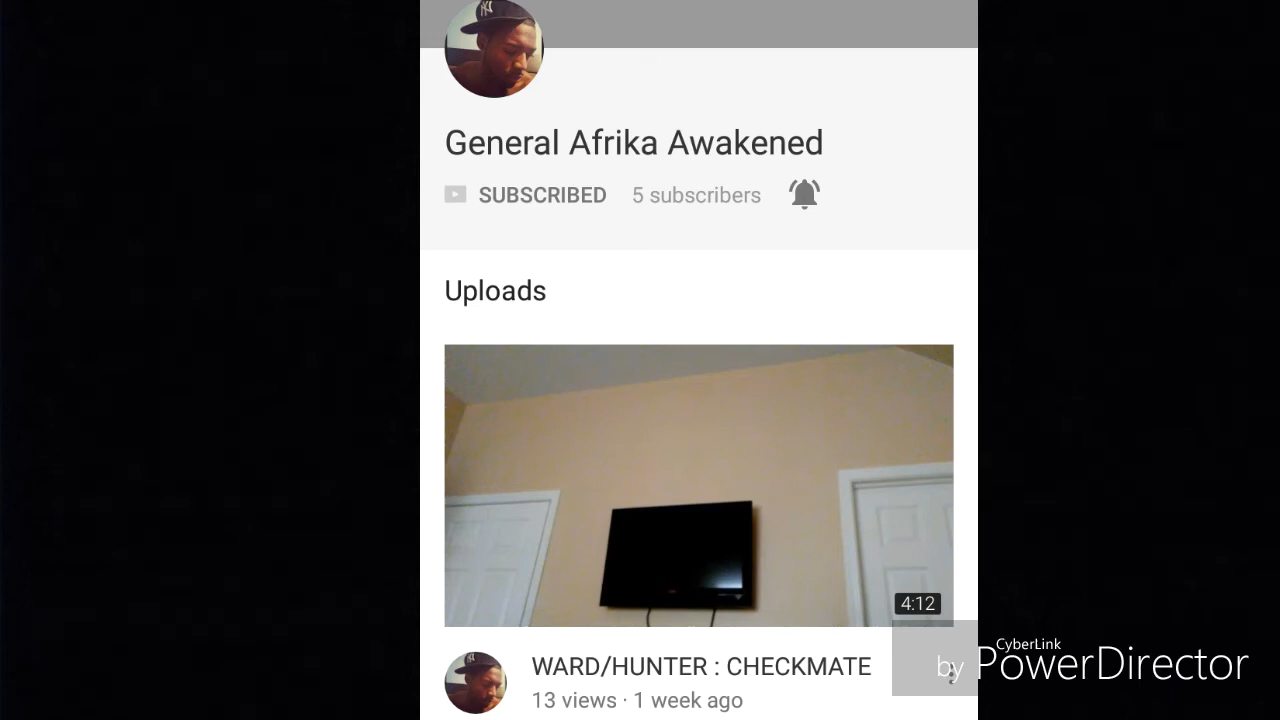 General Afrika Awakened
SUBSCRIBED 5 subscribers
Uploads
4:12
WARD/HUNTER : CHECKMATE
13 views · 1 week ago
CyberLink
by PowerDirector